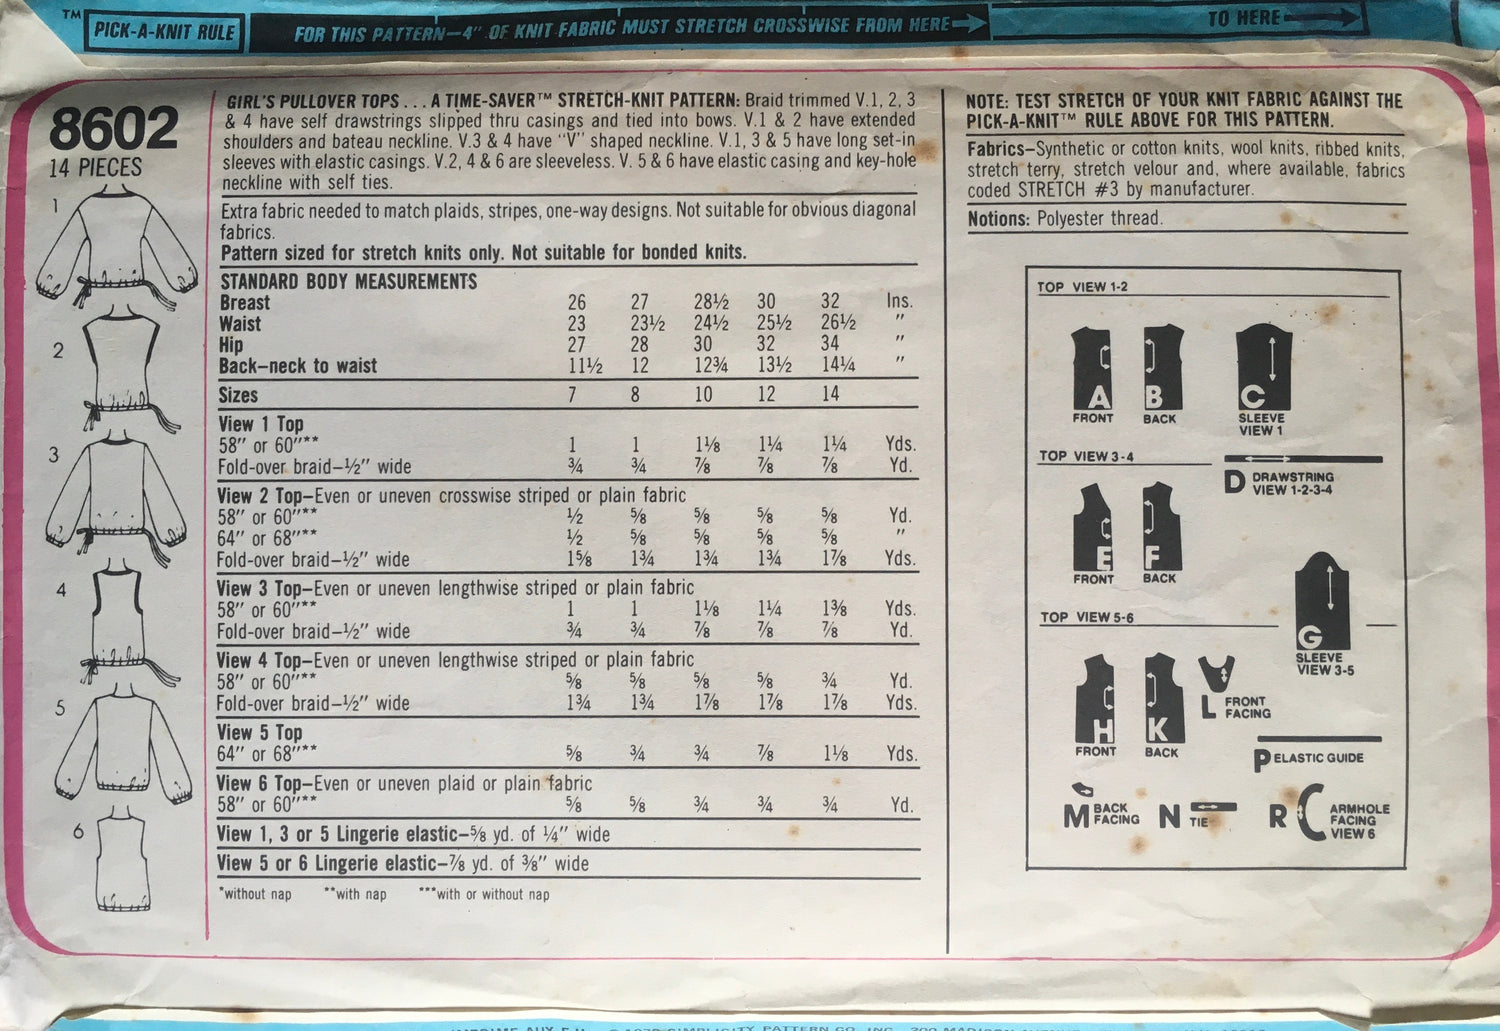 ™ PICK-A-KNIT RULE FOR THIS PATTERN—4" OF KNIT FABRIC MUST STRETCH CROSSWISE FROM HERE TO HERE
8602
14 PIECES
1
2
3
4
5
6
GIRL'S PULLOVER TOPS . . . A TIME-SAVER™ STRETCH-KNIT PATTERN: Braid trimmed V.1, 2, 3
& 4 have self drawstrings slipped thru casings and tied into bows. V.1 & 2 have extended
shoulders and bateau neckline. V.3 & 4 have "V" shaped neckline. V.1, 3 & 5 have long set-in
sleeves with elastic casings. V.2, 4 & 6 are sleeveless. V. 5 & 6 have elastic casing and key-hole
neckline with self ties.
Extra fabric needed to match plaids, stripes, one-way designs. Not suitable for obvious diagonal
fabrics.
Pattern sized for stretch knits only. Not suitable for bonded knits.
STANDARD BODY MEASUREMENTS
Breast 26 27 28½ 30 32 Ins.
Waist 23 23½ 24½ 25½ 26½ "
Hip 27 28 30 32 34 "
Back—neck to waist 11½ 12 12¾ 13½ 14¼ "
Sizes 7 8 10 12 14
View 1 Top
58" or 60"** 1 1 1⅛ 1¼ 1¼ Yds.
Fold-over braid—½" wide ¾ ¾ ⅞ ⅞ ⅞ Yd.
View 2 Top—Even or uneven crosswise striped or plain fabric
58" or 60"** ½ ⅝ ⅝ ⅝ ⅝ Yd.
64" or 68"** ½ ⅝ ⅝ ⅝ ⅝ "
Fold-over braid—½" wide 1⅝ 1¾ 1¾ 1¾ 1⅞ Yds.
View 3 Top—Even or uneven lengthwise striped or plain fabric
58" or 60"** 1 1 1⅛ 1¼ 1⅜ Yds.
Fold-over braid—½" wide ¾ ¾ ⅞ ⅞ ⅞ Yd.
View 4 Top—Even or uneven lengthwise striped or plain fabric
58" or 60"** ⅝ ⅝ ⅝ ⅝ ¾ Yd.
Fold-over braid—½" wide 1¾ 1¾ 1⅞ 1⅞ 1⅞ Yds.
View 5 Top
64" or 68"** ⅝ ¾ ¾ ⅞ 1⅛ Yds.
View 6 Top—Even or uneven plaid or plain fabric
58" or 60"** ⅝ ⅝ ¾ ¾ ¾ Yd.
View 1, 3 or 5 Lingerie elastic—⅝ yd. of ¼" wide
View 5 or 6 Lingerie elastic—⅞ yd. of ⅜" wide
*without nap **with nap ***with or without nap
NOTE: TEST STRETCH OF YOUR KNIT FABRIC AGAINST THE
PICK-A-KNIT™ RULE ABOVE FOR THIS PATTERN.
Fabrics—Synthetic or cotton knits, wool knits, ribbed knits,
stretch terry, stretch velour and, where available, fabrics
coded STRETCH #3 by manufacturer.
Notions: Polyester thread.
TOP VIEW 1-2
A B C
FRONT BACK SLEEVE
VIEW 1
TOP VIEW 3-4
D DRAWSTRING
VIEW 1-2-3-4
E F
FRONT BACK
G
SLEEVE
VIEW 3-5
TOP VIEW 5-6
H K
FRONT BACK
L FRONT
FACING
P ELASTIC GUIDE
M BACK
FACING
N TIE
R ARMHOLE
FACING
VIEW 6